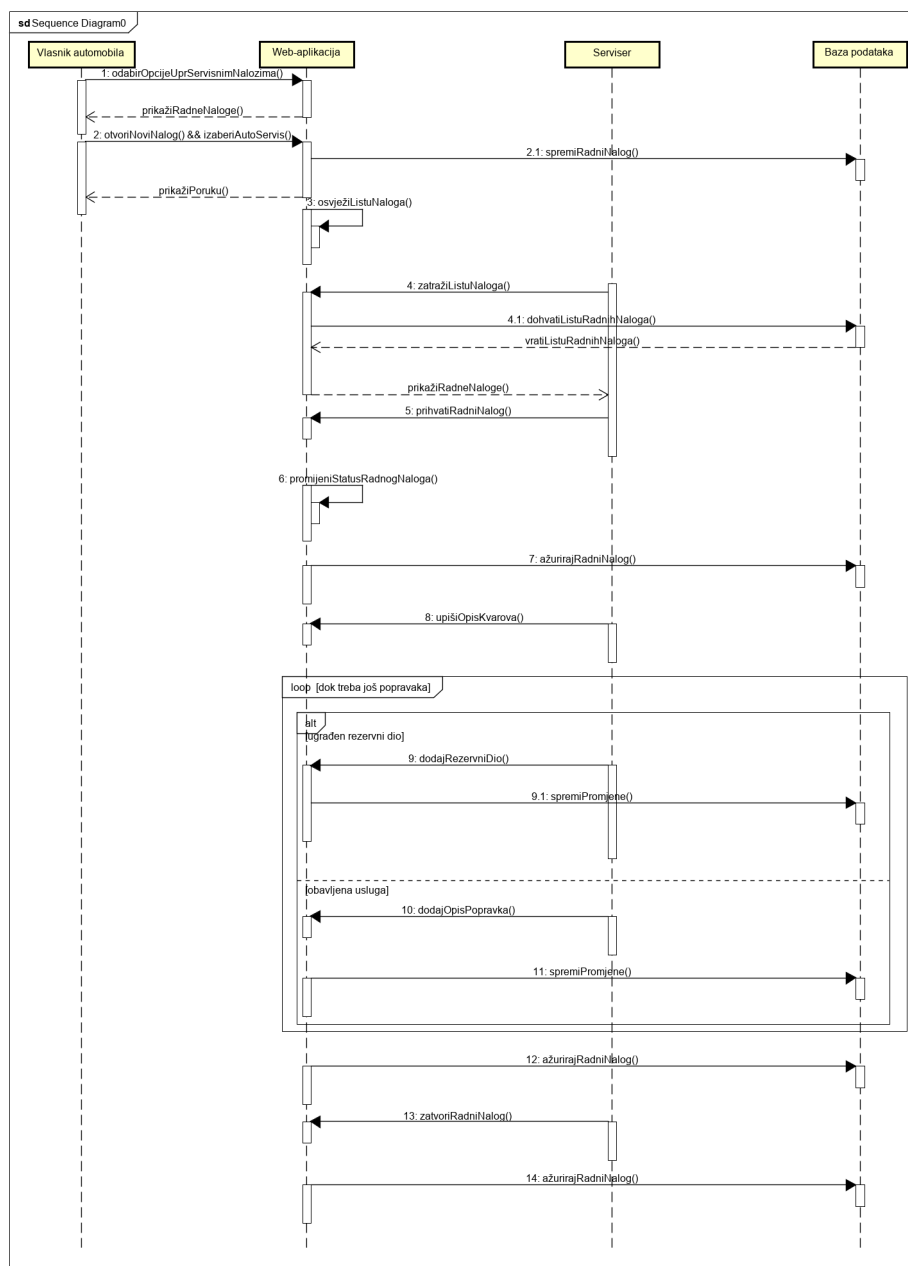 sd Sequence Diagram0
Vlasnik automobila
Web-aplikacija
Serviser
Baza podataka
1: odabirOpcijeUprServisnimNalozima()
prikažiRadneNaloge()
2: otvoriNoviNalog() && izaberiAutoServis()
2.1: spremiRadniNalog()
prikažiPoruku()
3: osvježiListuNaloga()
4: zatražiListuNaloga()
4.1: dohvatiListuRadnihNaloga()
vratiListuRadnihNaloga()
prikažiRadneNaloge()
5: prihvatiRadniNalog()
6: promijeniStatusRadnogNaloga()
7: ažurirajRadniNalog()
8: upišiOpisKvarova()
loop [dok treba još popravaka]
alt
[ugrađen rezervni dio]
9: dodajRezervniDio()
9.1: spremiPromjene()
[obavljena usluga]
10: dodajOpisPopravka()
11: spremiPromjene()
12: ažurirajRadniNalog()
13: zatvoriRadniNalog()
14: ažurirajRadniNalog()